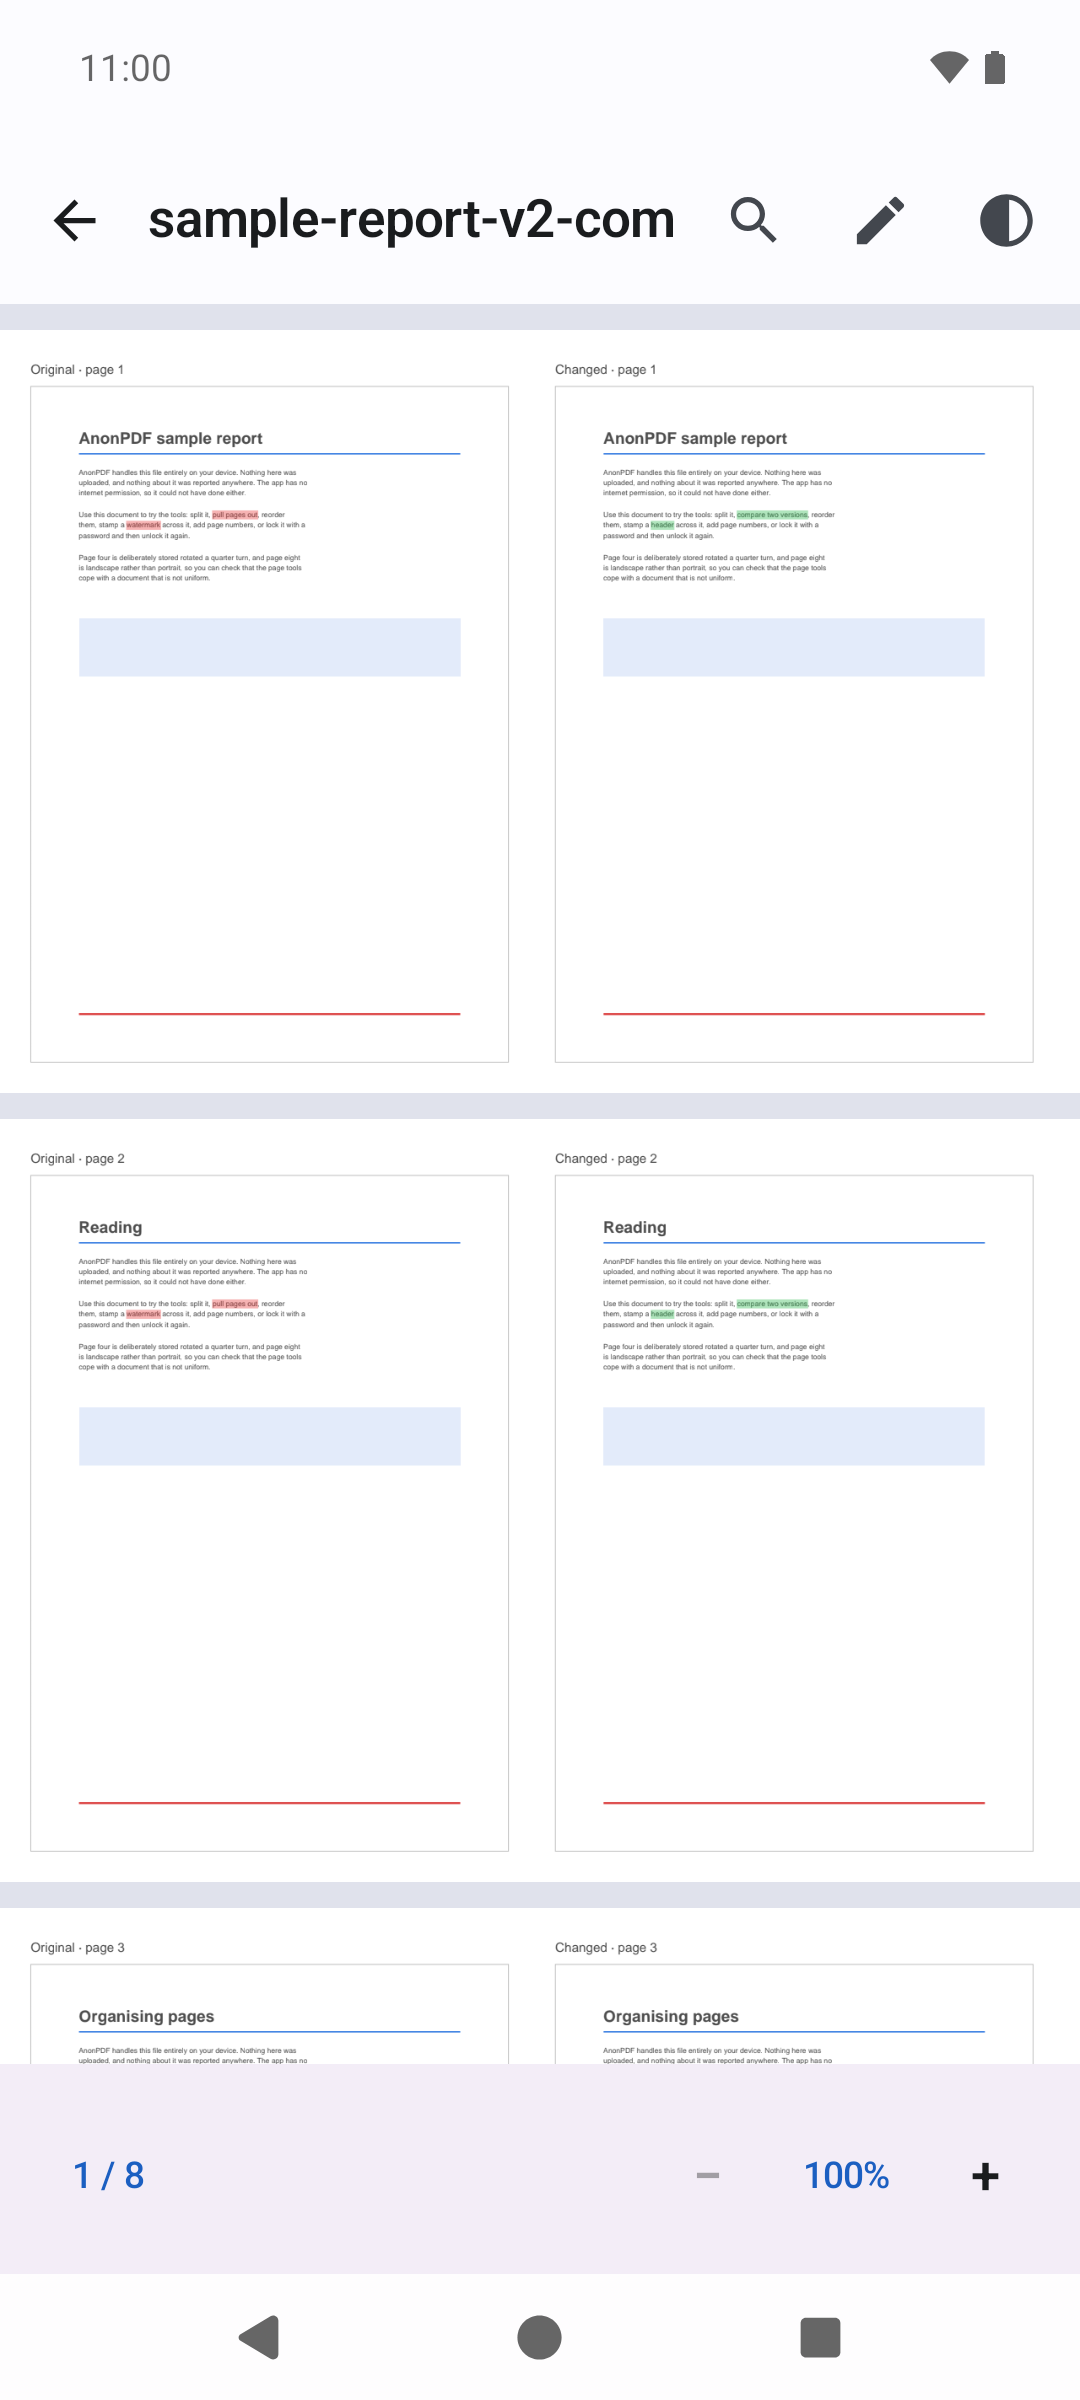 11:00
sample-report-v2-com
Original · page 1
AnonPDF sample report
AnonPDF handles this file entirely on your device. Nothing here was
uploaded, and nothing about it was reported anywhere. The app has no
internet permission, so it could not have done either.
Use this document to try the tools: split it, pull pages out, reorder
them, stamp a watermark across it, add page numbers, or lock it with a
password and then unlock it again.
Page four is deliberately stored rotated a quarter turn, and page eight
is landscape rather than portrait, so you can check that the page tools
cope with a document that is not uniform.
Changed · page 1
AnonPDF sample report
AnonPDF handles this file entirely on your device. Nothing here was
uploaded, and nothing about it was reported anywhere. The app has no
internet permission, so it could not have done either.
Use this document to try the tools: split it, compare two versions, reorder
them, stamp a header across it, add page numbers, or lock it with a
password and then unlock it again.
Page four is deliberately stored rotated a quarter turn, and page eight
is landscape rather than portrait, so you can check that the page tools
cope with a document that is not uniform.
Original · page 2
Reading
AnonPDF handles this file entirely on your device. Nothing here was
uploaded, and nothing about it was reported anywhere. The app has no
internet permission, so it could not have done either.
Use this document to try the tools: split it, pull pages out, reorder
them, stamp a watermark across it, add page numbers, or lock it with a
password and then unlock it again.
Page four is deliberately stored rotated a quarter turn, and page eight
is landscape rather than portrait, so you can check that the page tools
cope with a document that is not uniform.
Changed · page 2
Reading
AnonPDF handles this file entirely on your device. Nothing here was
uploaded, and nothing about it was reported anywhere. The app has no
internet permission, so it could not have done either.
Use this document to try the tools: split it, compare two versions, reorder
them, stamp a header across it, add page numbers, or lock it with a
password and then unlock it again.
Page four is deliberately stored rotated a quarter turn, and page eight
is landscape rather than portrait, so you can check that the page tools
cope with a document that is not uniform.
Original · page 3
Organising pages
AnonPDF handles this file entirely on your device. Nothing here was
uploaded, and nothing about it was reported anywhere. The app has no
Changed · page 3
Organising pages
AnonPDF handles this file entirely on your device. Nothing here was
uploaded, and nothing about it was reported anywhere. The app has no
1 / 8
100%